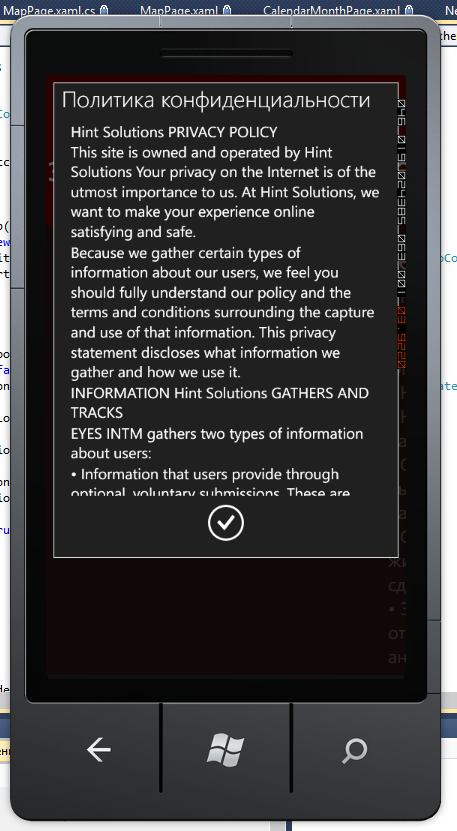 MapPage.xaml.cs
MapPage.xaml
CalendarMonthPage.xaml
Политика конфиденциальности
Hint Solutions PRIVACY POLICY
This site is owned and operated by Hint
Solutions Your privacy on the Internet is of the
utmost importance to us. At Hint Solutions, we
want to make your experience online
satisfying and safe.
Because we gather certain types of
information about our users, we feel you
should fully understand our policy and the
terms and conditions surrounding the capture
and use of that information. This privacy
statement discloses what information we
gather and how we use it.
INFORMATION Hint Solutions GATHERS AND
TRACKS
EYES INTM gathers two types of information
about users:
• Information that users provide through
optional, voluntary submissions. These are